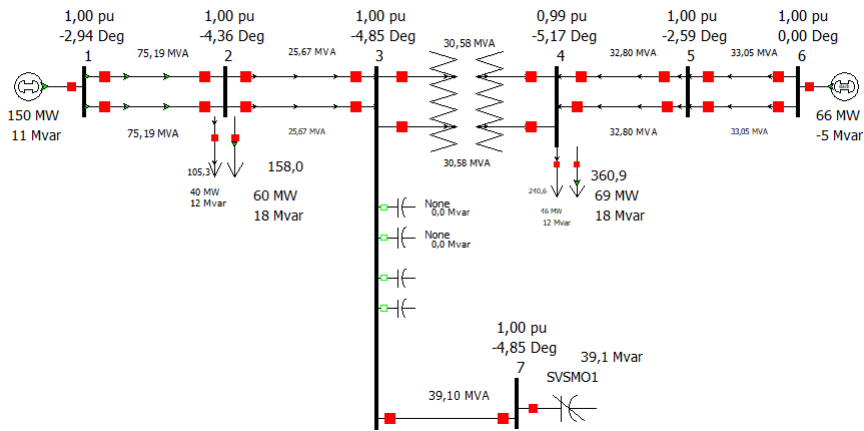 1,00 pu
-2,94 Deg
1
1,00 pu
-4,36 Deg
2
1,00 pu
-4,85 Deg
3
0,99 pu
-5,17 Deg
4
1,00 pu
-2,59 Deg
5
1,00 pu
0,00 Deg
6
75,19 MVA
25,67 MVA
30,58 MVA
32,80 MVA
33,05 MVA
150 MW
11 Mvar
75,19 MVA
25,67 MVA
30,58 MVA
32,80 MVA
33,05 MVA
66 MW
-5 Mvar
105,3
158,0
40 MW
12 Mvar
60 MW
18 Mvar
240,6
360,9
46 MW
12 Mvar
69 MW
18 Mvar
None
0,0 Mvar
None
0,0 Mvar
1,00 pu
-4,85 Deg
7
39,1 Mvar
SVSMO1
39,10 MVA